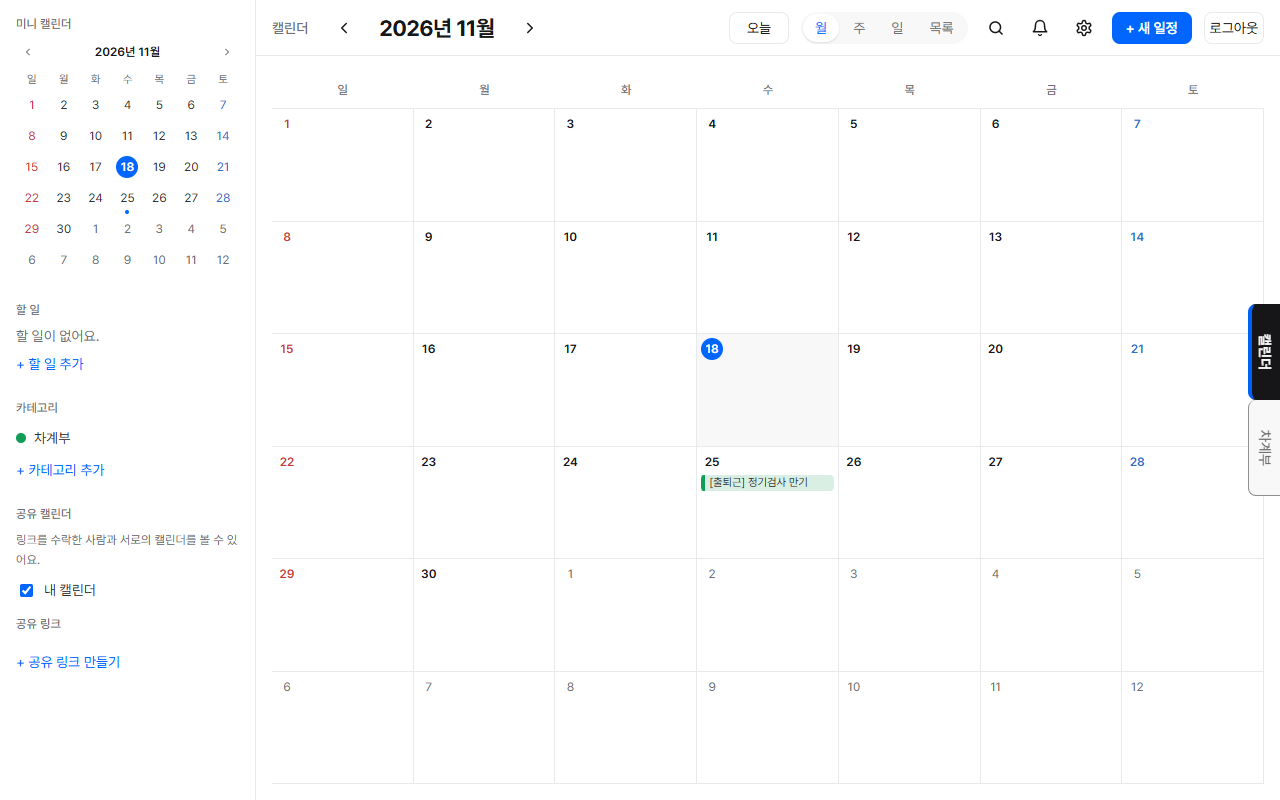 미니 캘린더
2026년 11월
일 월 화 수 목 금 토
1 2 3 4 5 6 7
8 9 10 11 12 13 14
15 16 17 18 19 20 21
22 23 24 25 26 27 28
29 30 1 2 3 4 5
6 7 8 9 10 11 12
할 일
할 일이 없어요.
+ 할 일 추가
카테고리
차계부
+ 카테고리 추가
공유 캘린더
링크를 수락한 사람과 서로의 캘린더를 볼 수 있
어요.
내 캘린더
공유 링크
+ 공유 링크 만들기
캘린더 2026년 11월 오늘 월 주 일 목록 + 새 일정 로그아웃
일 월 화 수 목 금 토
1 2 3 4 5 6 7
8 9 10 11 12 13 14
15 16 17 18 19 20 21
22 23 24 25 26 27 28
[출퇴근] 정기검사 만기
29 30 1 2 3 4 5
6 7 8 9 10 11 12
캘린더
차계부